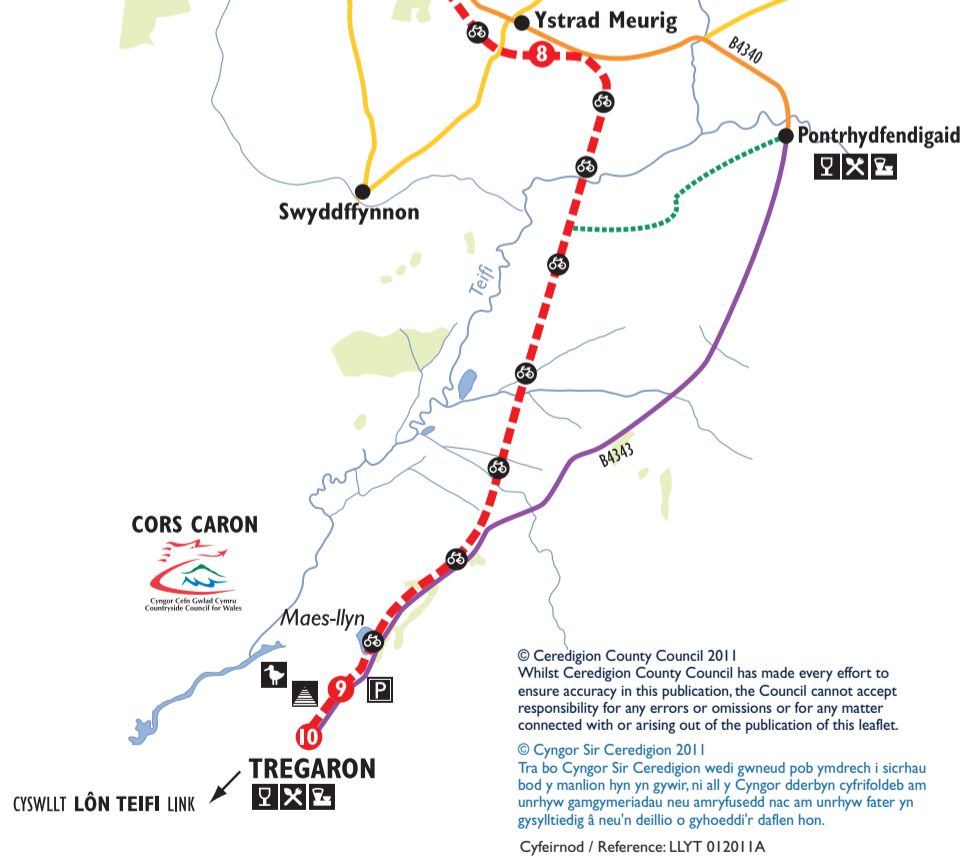 Ystrad Meurig
8
B4340
Pontrhydfendigaid
Swyddffynnon
Teifi
B4343
CORS CARON
Cyngor Cefn Gwlad Cymru
Countryside Council for Wales
Maes-llyn
9
P
10
TREGARON
CYSWLLT LÔN TEIFI LINK
© Ceredigion County Council 2011
Whilst Ceredigion County Council has made every effort to
ensure accuracy in this publication, the Council cannot accept
responsibility for any errors or omissions or for any matter
connected with or arising out of the publication of this leaflet.
© Cyngor Sir Ceredigion 2011
Tra bo Cyngor Sir Ceredigion wedi gwneud pob ymdrech i sicrhau
bod y manlion hyn yn gywir, ni all y Cyngor dderbyn cyfrifoldeb am
unrhyw gamgymeriadau neu amryfusedd nac am unrhyw fater yn
gysylltiedig â neu'n deillio o gyhoeddi'r daflen hon.
Cyfeirnod / Reference: LLYT 012011A